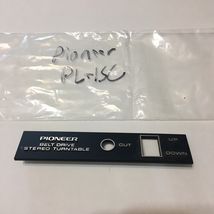 Pioneer
PL-15C
PIONEER
BELT DRIVE
STEREO TURNTABLE
CUT
UP
DOWN